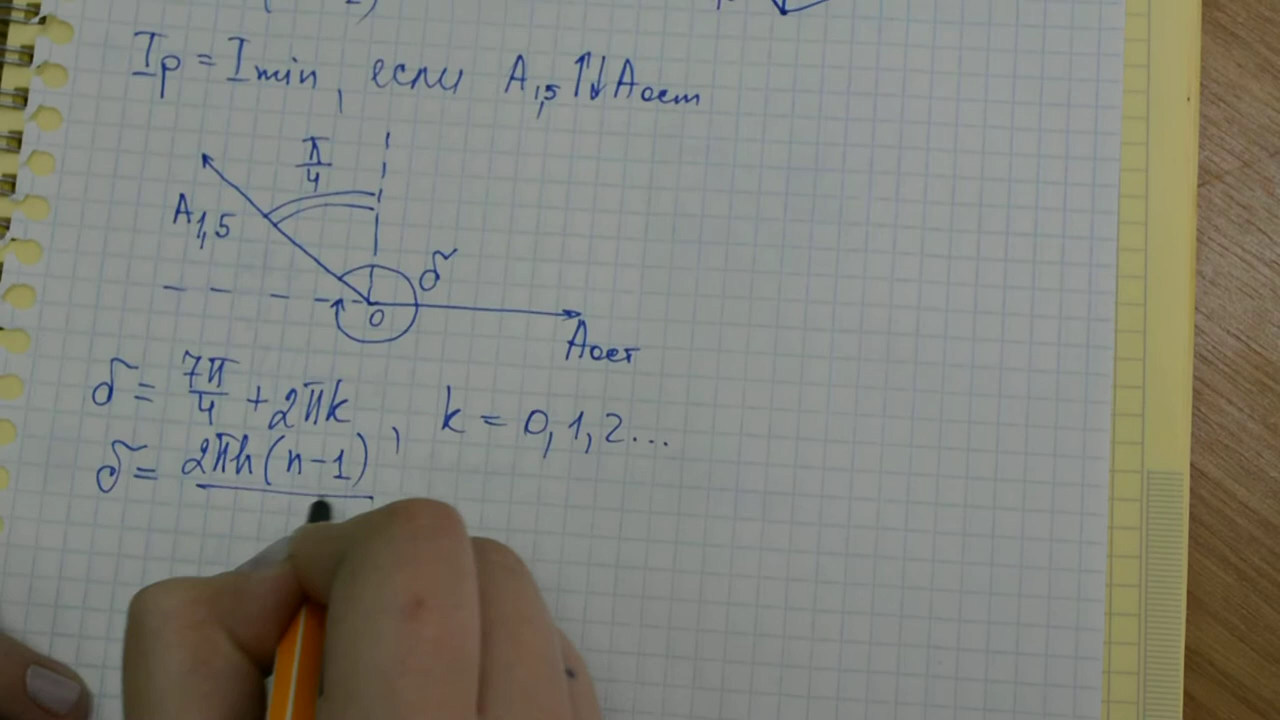 Iр = Imin, если A1,5 ↑↓ Aост
π/4
A1,5
δ
0
Aост
δ = 7π/4 + 2πk, k = 0, 1, 2...
δ = 2πh(n-1)